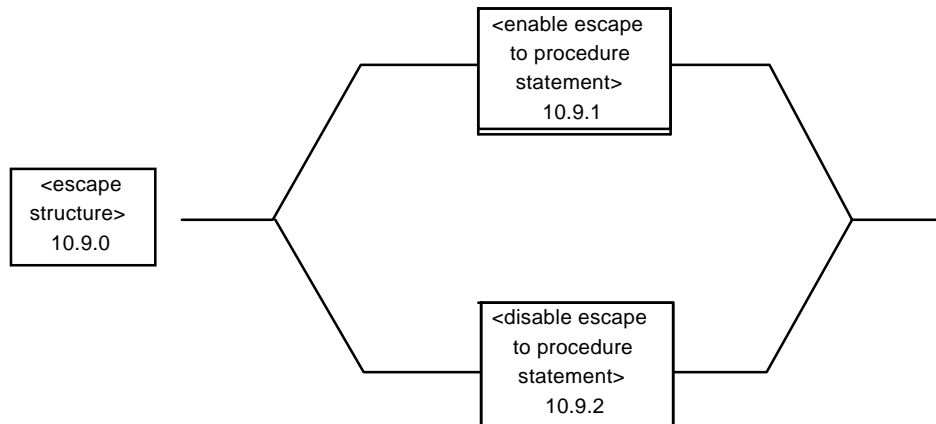 <enable escape
to procedure
statement>
10.9.1
<escape
structure>
10.9.0
<disable escape
to procedure
statement>
10.9.2